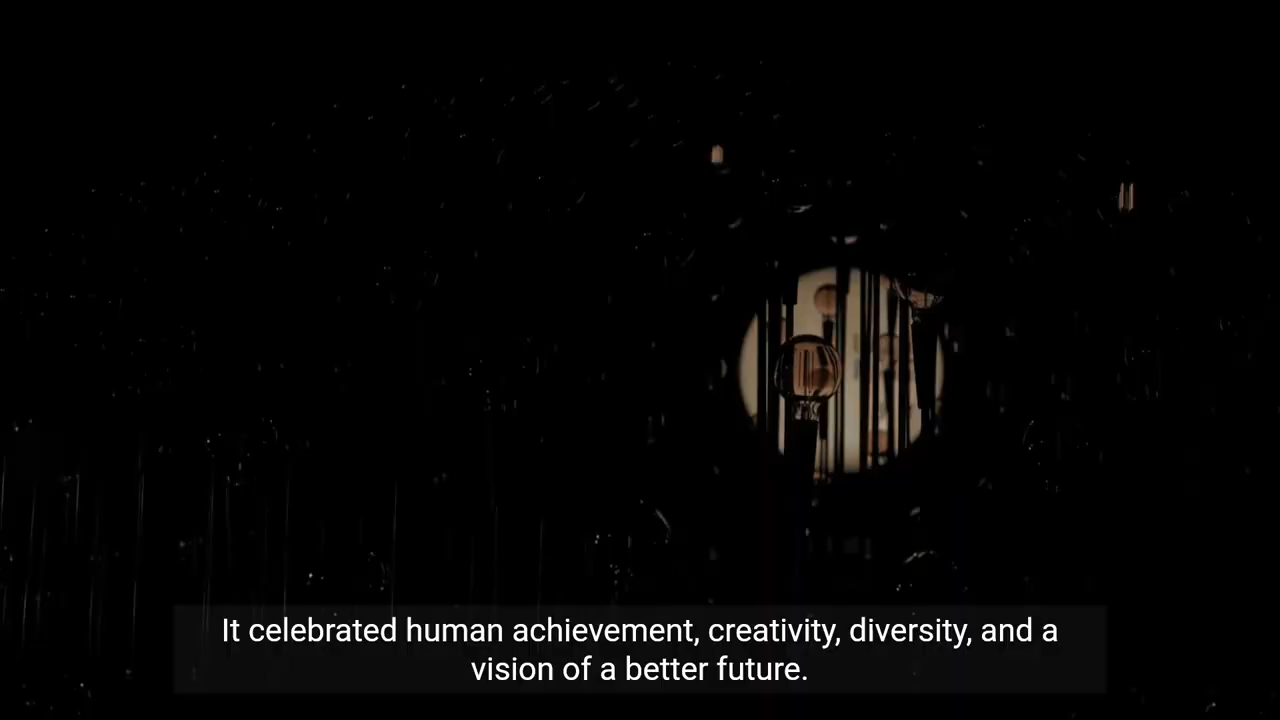 It celebrated human achievement, creativity, diversity, and a
vision of a better future.